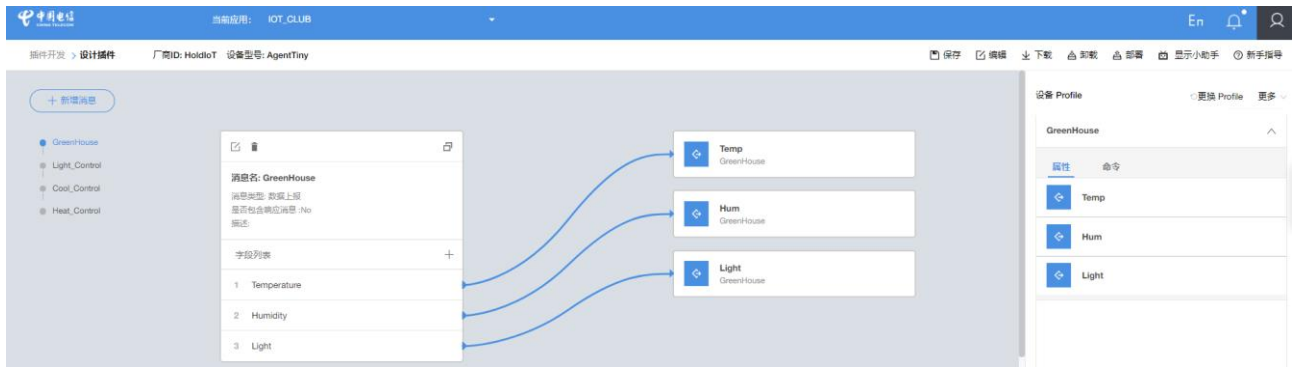 中国电信
CHINA TELECOM
当前应用: IOT_CLUB
En
插件开发 > 设计插件 厂商ID: HoldIoT 设备型号: AgentTiny
保存 编辑 下载 卸载 部署 显示小助手 新手指导
+ 新增消息
GreenHouse
Light_Control
Cool_Control
Heat_Control
消息名: GreenHouse
消息类型: 数据上报
是否包含响应消息 :No
描述:
字段列表 +
1 Temperature
2 Humidity
3 Light
Temp
GreenHouse
Hum
GreenHouse
Light
GreenHouse
设备 Profile 更换 Profile 更多
GreenHouse
属性 命令
Temp
Hum
Light